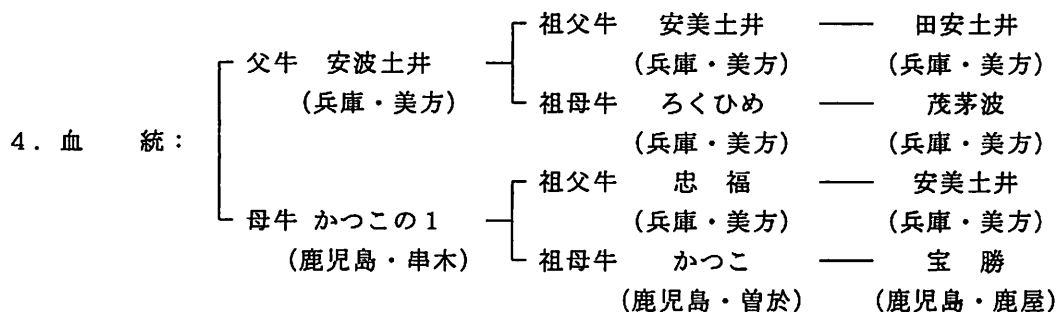 祖父牛 安美土井 ── 田安土井
父牛 安波土井 (兵庫・美方) (兵庫・美方)
(兵庫・美方) 祖母牛 ろくひめ ── 茂茅波
4．血 統： (兵庫・美方) (兵庫・美方)
祖父牛 忠 福 ── 安美土井
母牛 かつこの1 (兵庫・美方) (兵庫・美方)
(鹿児島・串木) 祖母牛 かつこ ── 宝 勝
(鹿児島・曽於) (鹿児島・鹿屋)